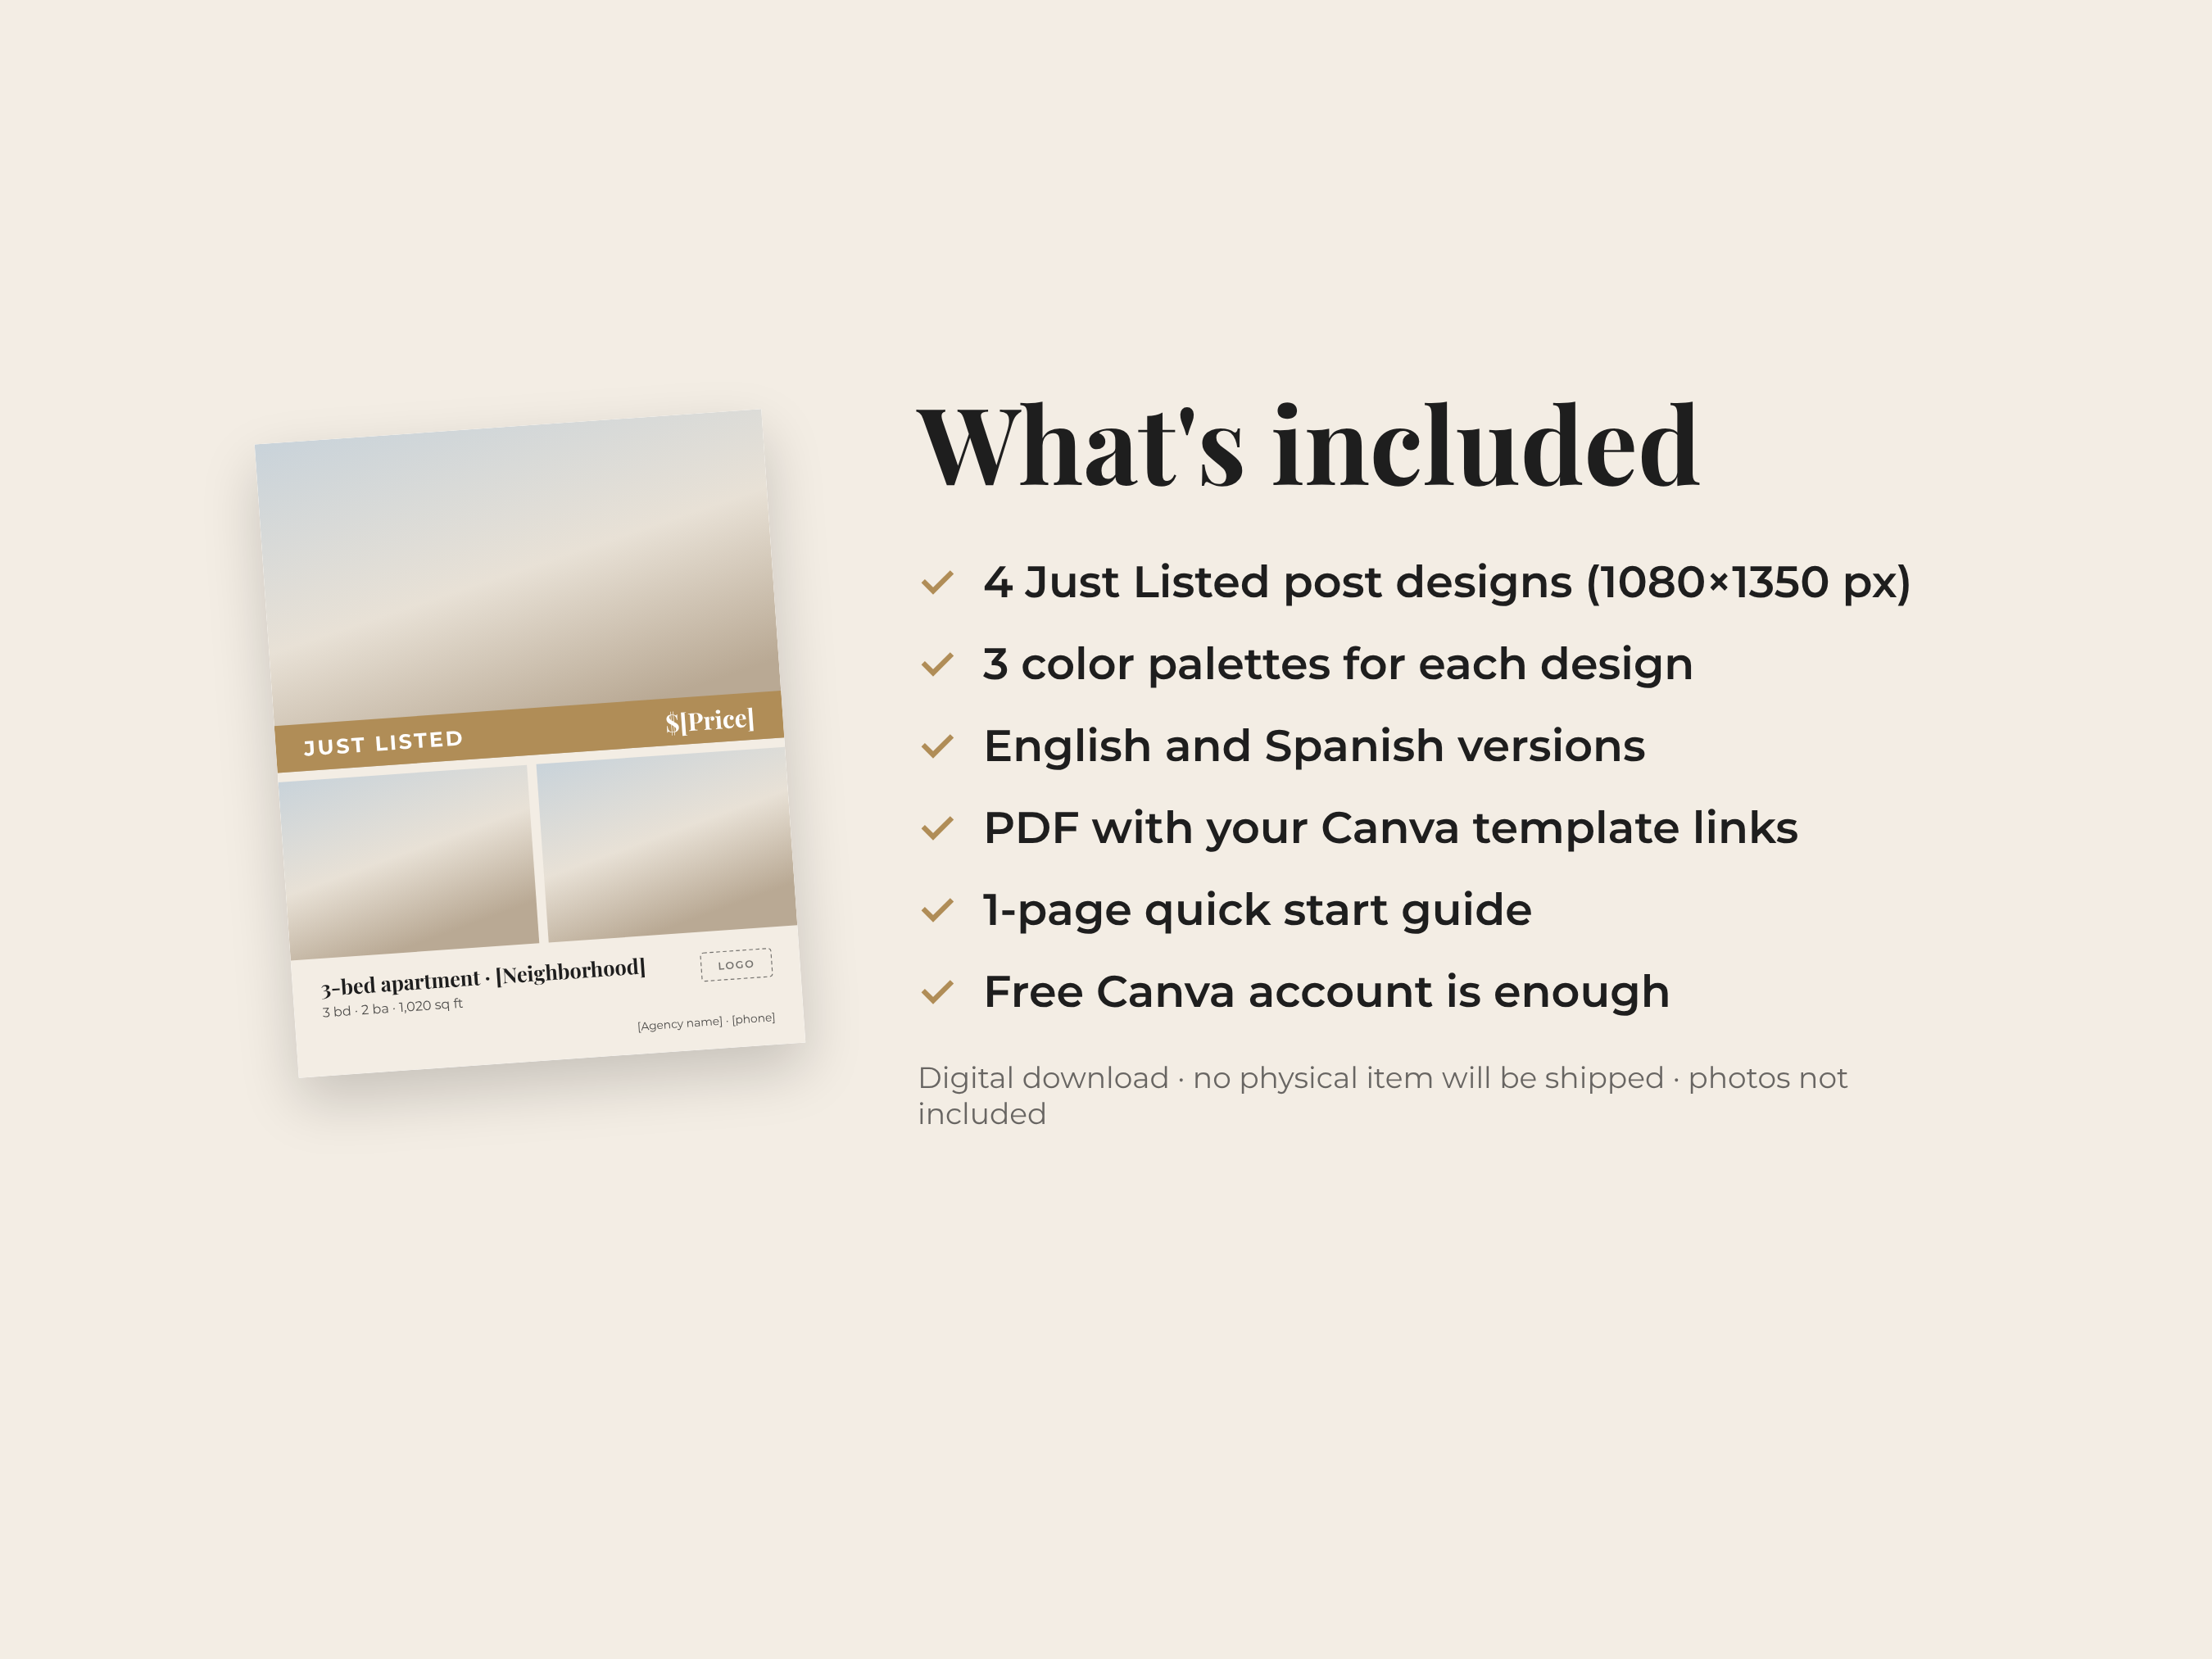 JUST LISTED
$[Price]
3-bed apartment · [Neighborhood]
3 bd · 2 ba · 1,020 sq ft
LOGO
[Agency name] · [phone]
What's included
4 Just Listed post designs (1080×1350 px)
3 color palettes for each design
English and Spanish versions
PDF with your Canva template links
1-page quick start guide
Free Canva account is enough
Digital download · no physical item will be shipped · photos not
included